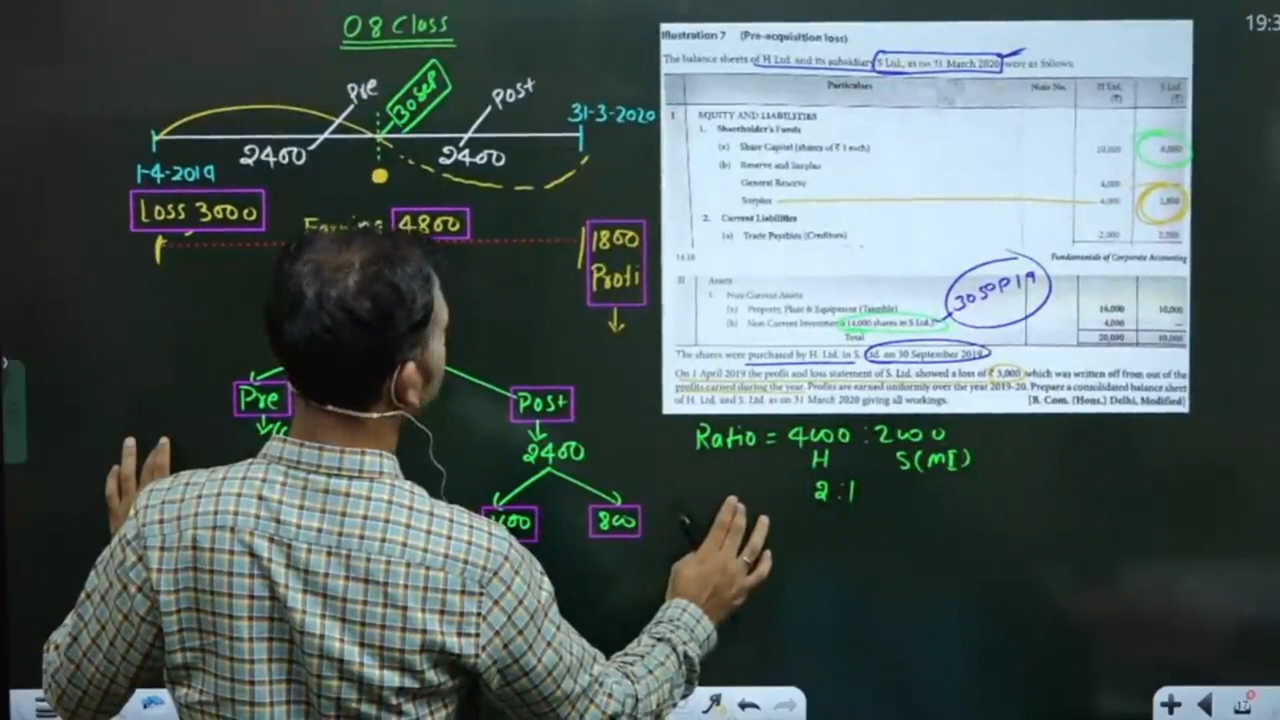 08 Class
19:3
Pre
30Sep
Post
31-3-2020
2400
2400
1-4-2019
Loss 3000
4800
1800
Profi
Pre
Post
2400
800
Illustration 7 (Pre-acquisition loss)
The balance sheets of H Ltd. and its subsidiary S Ltd., as on 31 March 2020 were as follows:
Particulars Note No. H Ltd. S Ltd.
(₹) (₹)
I EQUITY AND LIABILITIES
1. Shareholder's Funds
(a) Share Capital (shares of ₹ 1 each) 6,000
(b) Reserve and Surplus
General Reserve 4,000
Surplus 4,000 1,800
2. Current Liabilities
(a) Trade Payables (Creditors) 2,000
14.18 Fundamentals of Corporate Accounting
II Assets
1. Non-Current Assets
(a) Property, Plant & Equipment (Tangible) 16,000 10,000
(b) Non-Current Investments (4,000 shares in S Ltd.) 4,000 —
Total 20,000 10,000
The shares were purchased by H. Ltd. in S. Ltd. on 30 September 2019.
On 1 April 2019 the profit and loss statement of S. Ltd. showed a loss of ₹ 3,000 which was written off from out of the
profits earned during the year. Profits are earned uniformly over the year 2019-20. Prepare a consolidated balance sheet
of H. Ltd. and S. Ltd. as on 31 March 2020 giving all workings. [B. Com. (Hons.) Delhi, Modified]
Ratio = 4000 : 2000
H S(MI)
2 : 1
17